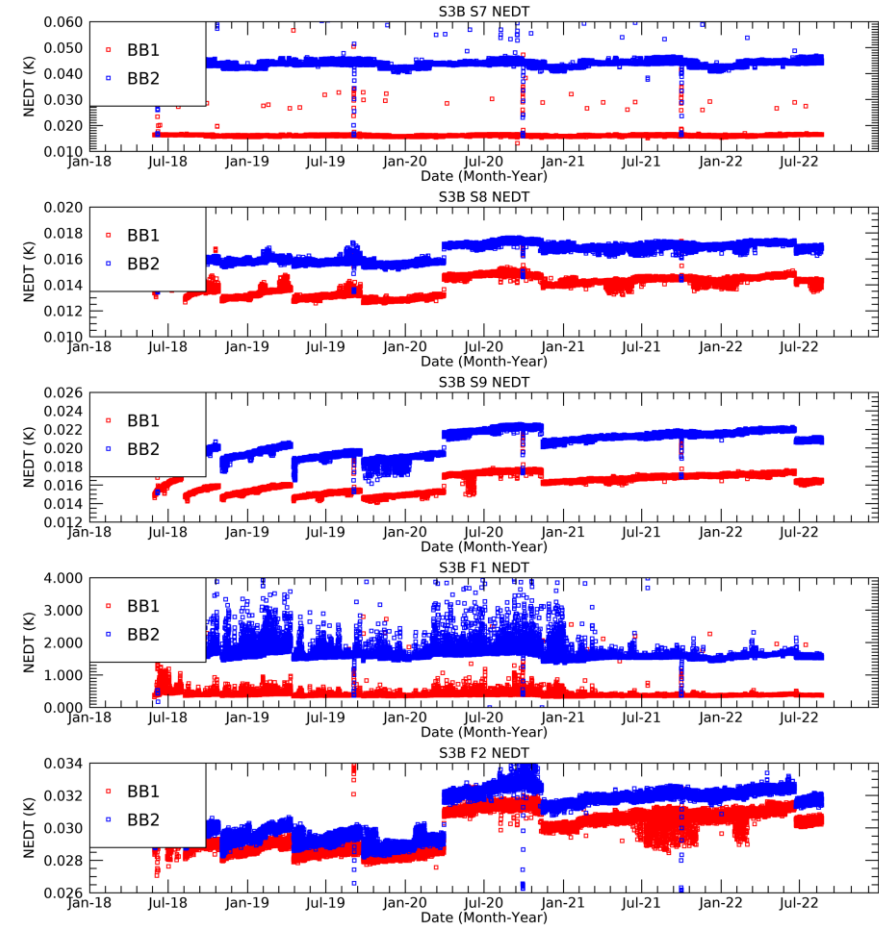 S3B S7 NEDT
0.060
0.050
0.040
0.030
0.020
0.010
NEDT (K)
BB1
BB2
Jan-18 Jul-18 Jan-19 Jul-19 Jan-20 Jul-20 Jan-21 Jul-21 Jan-22 Jul-22
Date (Month-Year)
S3B S8 NEDT
0.020
0.018
0.016
0.014
0.012
0.010
NEDT (K)
BB1
BB2
Jan-18 Jul-18 Jan-19 Jul-19 Jan-20 Jul-20 Jan-21 Jul-21 Jan-22 Jul-22
Date (Month-Year)
S3B S9 NEDT
0.026
0.024
0.022
0.020
0.018
0.016
0.014
0.012
NEDT (K)
BB1
BB2
Jan-18 Jul-18 Jan-19 Jul-19 Jan-20 Jul-20 Jan-21 Jul-21 Jan-22 Jul-22
Date (Month-Year)
S3B F1 NEDT
4.000
3.000
2.000
1.000
0.000
NEDT (K)
BB1
BB2
Jan-18 Jul-18 Jan-19 Jul-19 Jan-20 Jul-20 Jan-21 Jul-21 Jan-22 Jul-22
Date (Month-Year)
S3B F2 NEDT
0.034
0.032
0.030
0.028
0.026
NEDT (K)
BB1
BB2
Jan-18 Jul-18 Jan-19 Jul-19 Jan-20 Jul-20 Jan-21 Jul-21 Jan-22 Jul-22
Date (Month-Year)